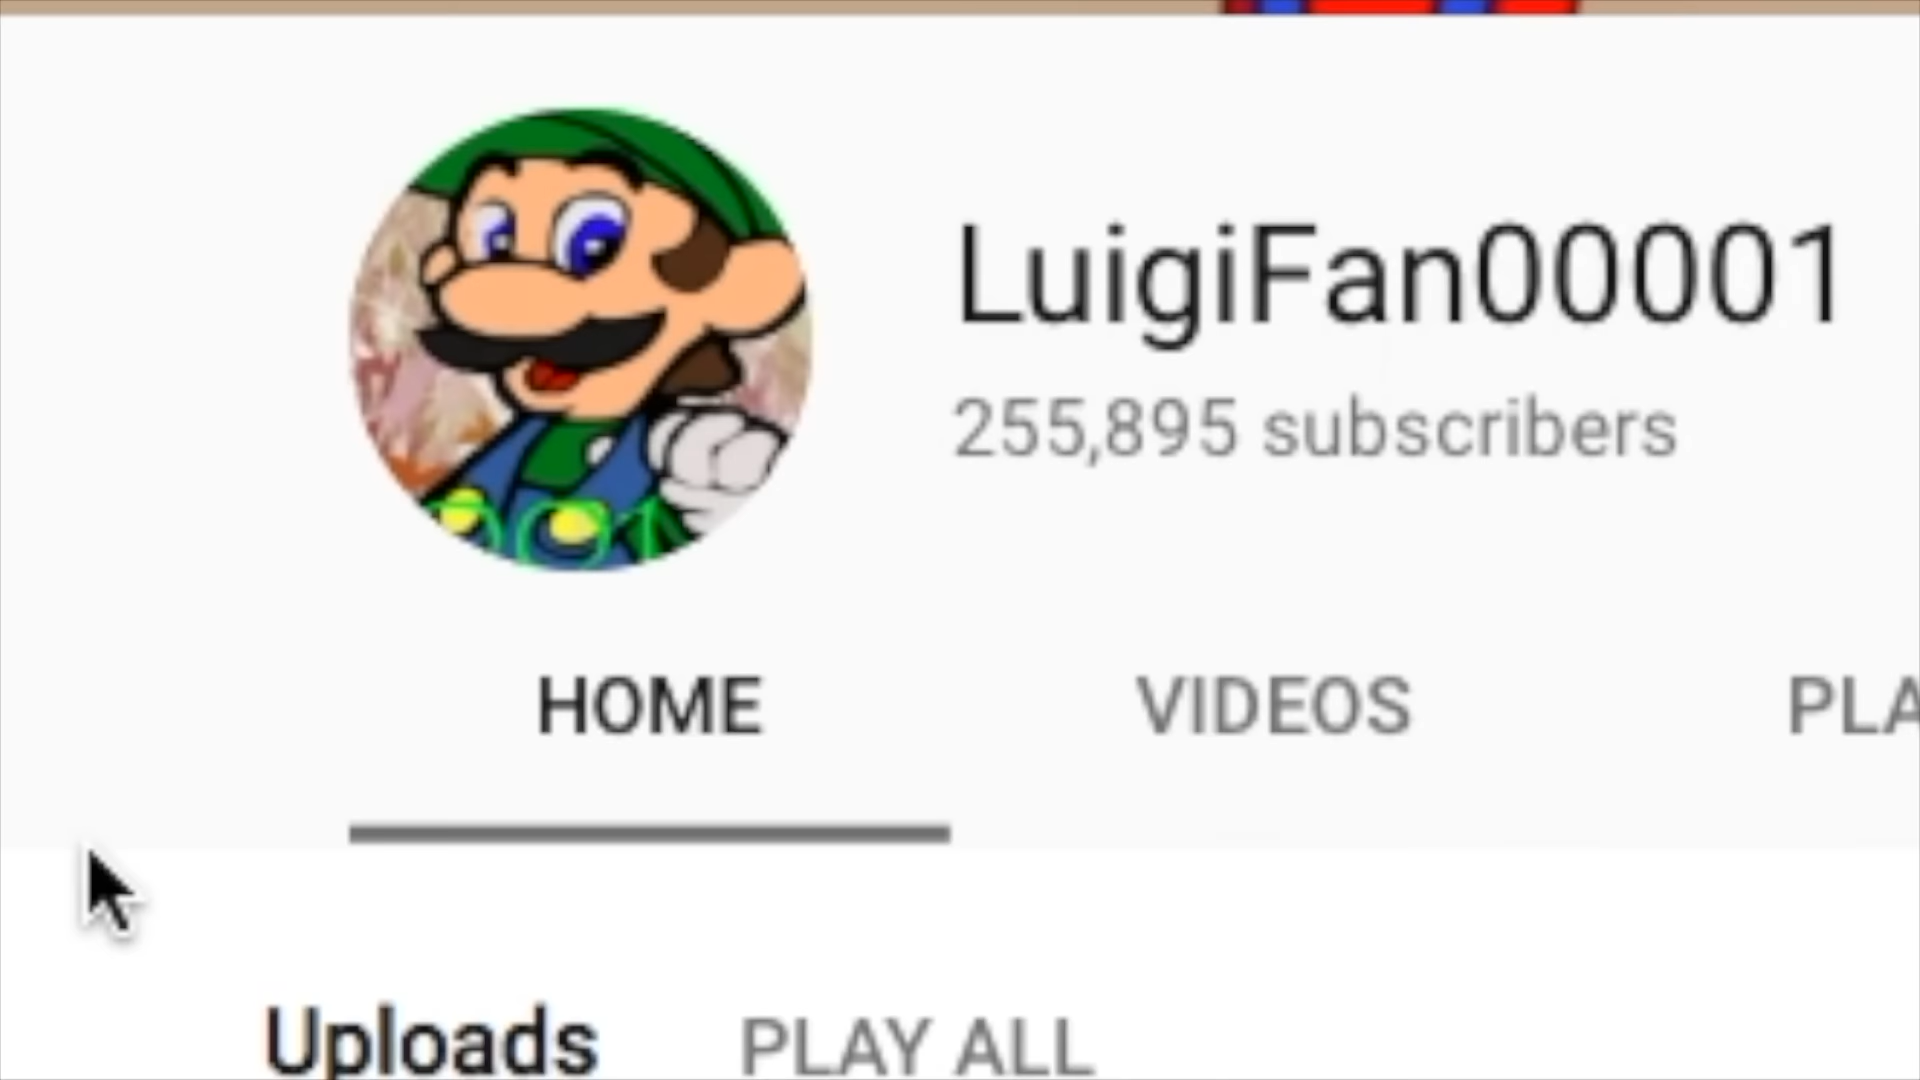 LuigiFan00001
255,895 subscribers
HOME VIDEOS PLA
Uploads PLAY ALL